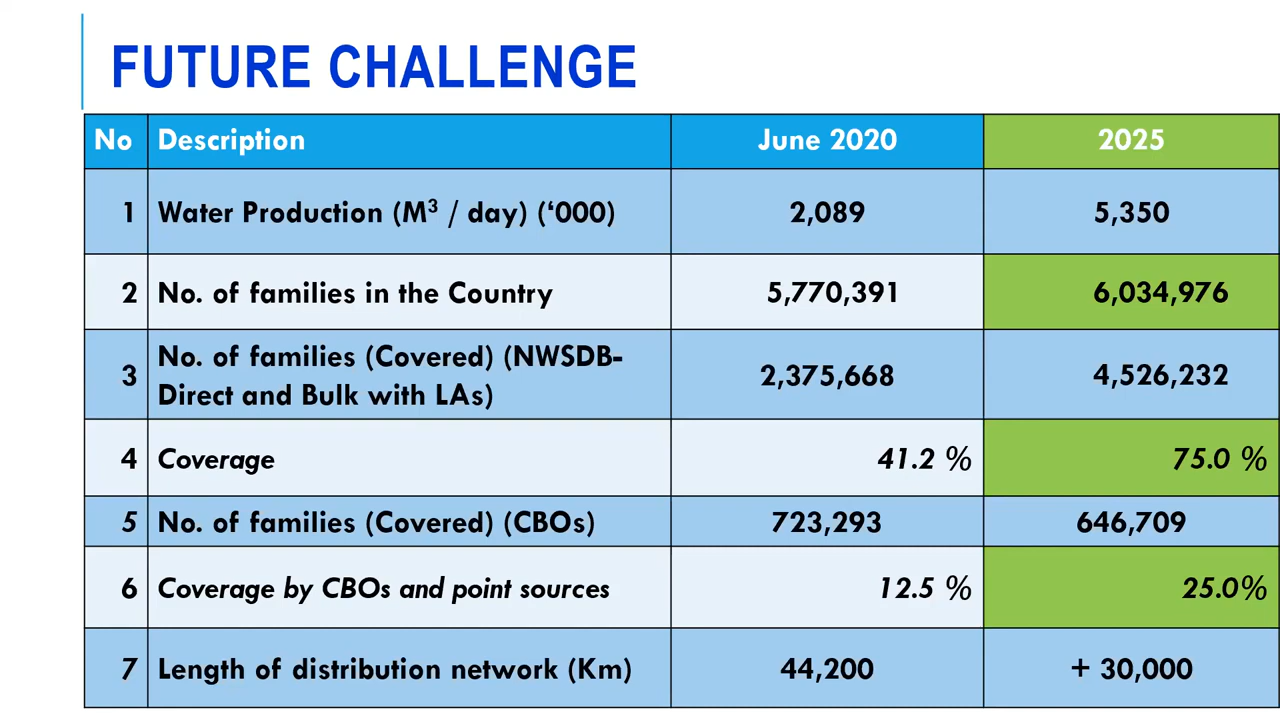 FUTURE CHALLENGE
No Description June 2020 2025
1 Water Production (M³ / day) (‘000) 2,089 5,350
2 No. of families in the Country 5,770,391 6,034,976
3 No. of families (Covered) (NWSDB-
Direct and Bulk with LAs) 2,375,668 4,526,232
4 Coverage 41.2 % 75.0 %
5 No. of families (Covered) (CBOs) 723,293 646,709
6 Coverage by CBOs and point sources 12.5 % 25.0%
7 Length of distribution network (Km) 44,200 + 30,000